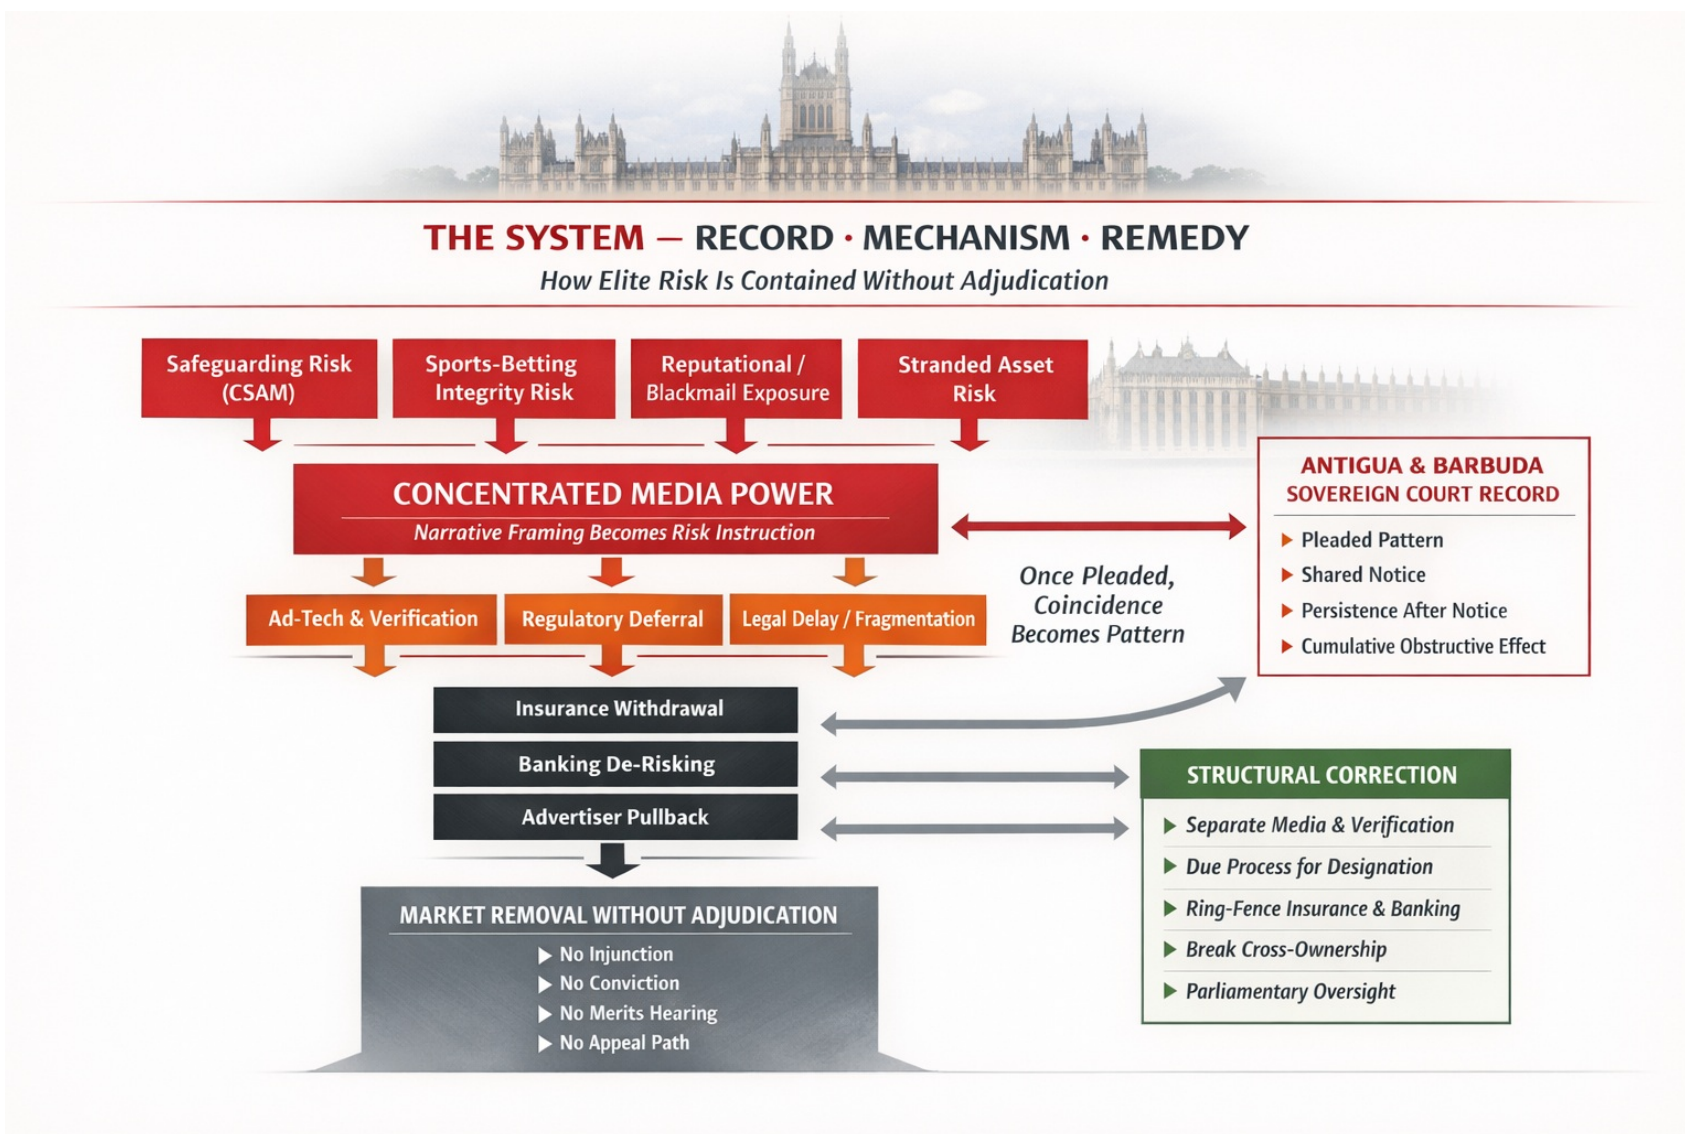 THE SYSTEM — RECORD · MECHANISM · REMEDY
How Elite Risk Is Contained Without Adjudication
Safeguarding Risk
(CSAM)
Sports-Betting
Integrity Risk
Reputational /
Blackmail Exposure
Stranded Asset
Risk
CONCENTRATED MEDIA POWER
Narrative Framing Becomes Risk Instruction
ANTIGUA & BARBUDA
SOVEREIGN COURT RECORD
Pleaded Pattern
Shared Notice
Persistence After Notice
Cumulative Obstructive Effect
Once Pleaded,
Coincidence
Becomes Pattern
Ad-Tech & Verification
Regulatory Deferral
Legal Delay / Fragmentation
Insurance Withdrawal
Banking De-Risking
Advertiser Pullback
STRUCTURAL CORRECTION
Separate Media & Verification
Due Process for Designation
Ring-Fence Insurance & Banking
Break Cross-Ownership
Parliamentary Oversight
MARKET REMOVAL WITHOUT ADJUDICATION
No Injunction
No Conviction
No Merits Hearing
No Appeal Path